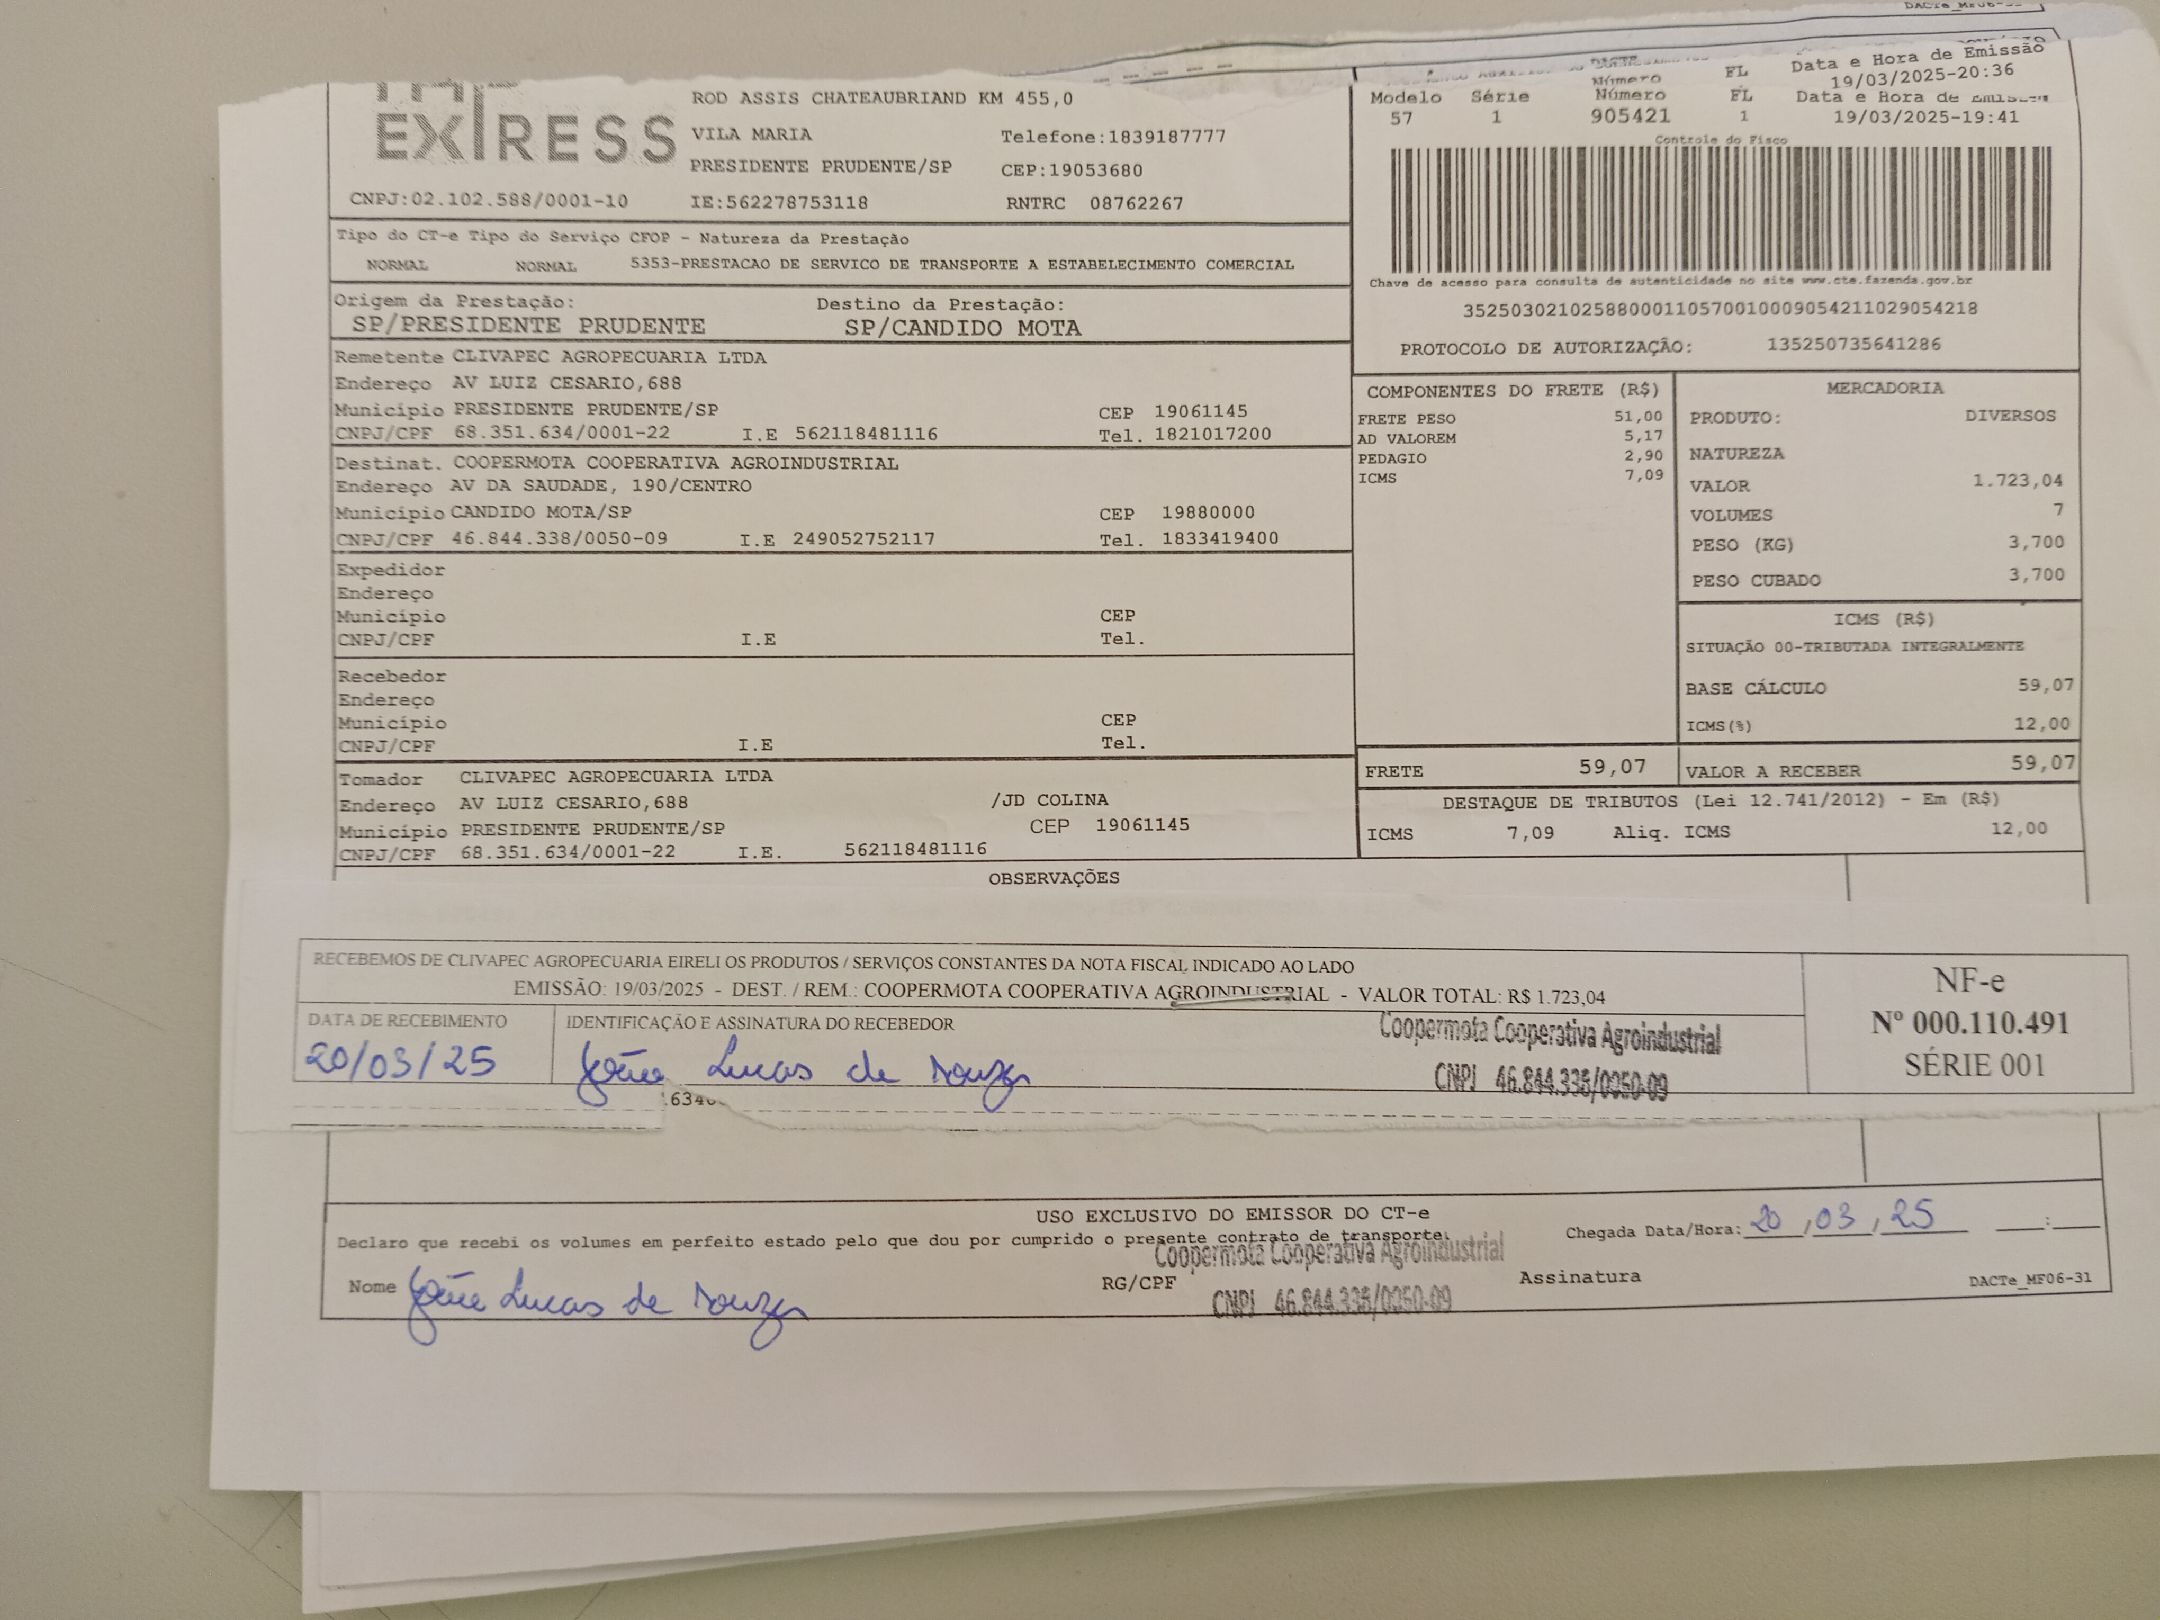 DACTe_MF06-31
Número FL Data e Hora de Emissão
19/03/2025-20:36
EXPRESS
ROD ASSIS CHATEAUBRIAND KM 455,0
VILA MARIA Telefone:1839187777
PRESIDENTE PRUDENTE/SP CEP:19053680
CNPJ:02.102.588/0001-10 IE:562278753118 RNTRC 08762267
Modelo Série Número FL Data e Hora de Emissão
57 1 905421 1 19/03/2025-19:41
Controle do Fisco
Chave de acesso para consulta de autenticidade no site www.cte.fazenda.gov.br
35250302102588000110570010009054211029054218
PROTOCOLO DE AUTORIZAÇÃO: 135250735641286
Tipo do CT-e Tipo do Serviço CFOP - Natureza da Prestação
NORMAL NORMAL 5353-PRESTACAO DE SERVICO DE TRANSPORTE A ESTABELECIMENTO COMERCIAL
Origem da Prestação: Destino da Prestação:
SP/PRESIDENTE PRUDENTE SP/CANDIDO MOTA
Remetente CLIVAPEC AGROPECUARIA LTDA
Endereço AV LUIZ CESARIO,688
Município PRESIDENTE PRUDENTE/SP CEP 19061145
CNPJ/CPF 68.351.634/0001-22 I.E 562118481116 Tel. 1821017200
Destinat. COOPERMOTA COOPERATIVA AGROINDUSTRIAL
Endereço AV DA SAUDADE, 190/CENTRO
Município CANDIDO MOTA/SP CEP 19880000
CNPJ/CPF 46.844.338/0050-09 I.E 249052752117 Tel. 1833419400
Expedidor
Endereço
Município CEP
CNPJ/CPF I.E Tel.
Recebedor
Endereço
Município CEP
CNPJ/CPF I.E Tel.
Tomador CLIVAPEC AGROPECUARIA LTDA
Endereço AV LUIZ CESARIO,688 /JD COLINA
Município PRESIDENTE PRUDENTE/SP CEP 19061145
CNPJ/CPF 68.351.634/0001-22 I.E. 562118481116
COMPONENTES DO FRETE (R$)
FRETE PESO 51,00
AD VALOREM 5,17
PEDAGIO 2,90
ICMS 7,09
MERCADORIA
PRODUTO: DIVERSOS
NATUREZA
VALOR 1.723,04
VOLUMES 7
PESO (KG) 3,700
PESO CUBADO 3,700
ICMS (R$)
SITUAÇÃO 00-TRIBUTADA INTEGRALMENTE
BASE CÁLCULO 59,07
ICMS(%) 12,00
FRETE 59,07 VALOR A RECEBER 59,07
DESTAQUE DE TRIBUTOS (Lei 12.741/2012) - Em (R$)
ICMS 7,09 Aliq. ICMS 12,00
OBSERVAÇÕES
RECEBEMOS DE CLIVAPEC AGROPECUARIA EIRELI OS PRODUTOS / SERVIÇOS CONSTANTES DA NOTA FISCAL INDICADO AO LADO
EMISSÃO: 19/03/2025 - DEST. / REM.: COOPERMOTA COOPERATIVA AGROINDUSTRIAL - VALOR TOTAL: R$ 1.723,04
DATA DE RECEBIMENTO IDENTIFICAÇÃO E ASSINATURA DO RECEBEDOR
20/03/25 João Lucas de Souza
Coopermota Cooperativa Agroindustrial
CNPJ 46.844.338/0050-09
NF-e
Nº 000.110.491
SÉRIE 001
USO EXCLUSIVO DO EMISSOR DO CT-e
Declaro que recebi os volumes em perfeito estado pelo que dou por cumprido o presente contrato de transporte.
Chegada Data/Hora: 20 /03 /25 :
Coopermota Cooperativa Agroindustrial
Nome João Lucas de Souza RG/CPF Assinatura
CNPJ 46.844.338/0050-09
DACTe_MF06-31